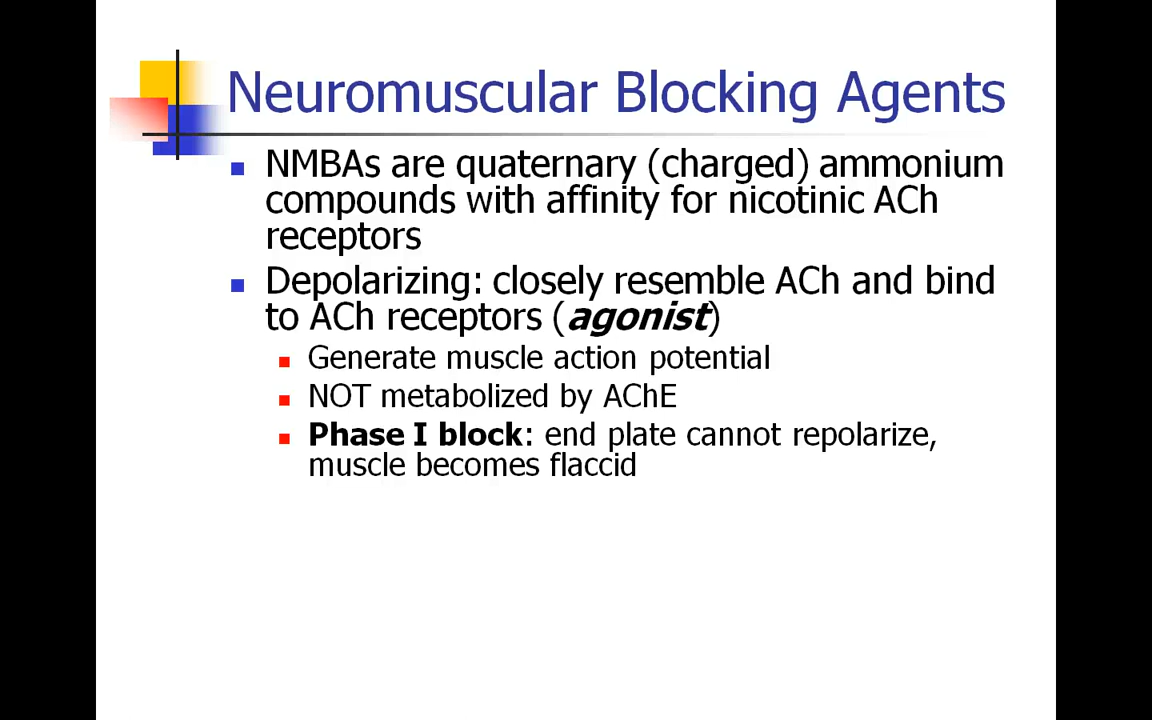 Neuromuscular Blocking Agents
NMBAs are quaternary (charged) ammonium
compounds with affinity for nicotinic ACh
receptors
Depolarizing: closely resemble ACh and bind
to ACh receptors (agonist)
Generate muscle action potential
NOT metabolized by AChE
Phase I block: end plate cannot repolarize,
muscle becomes flaccid